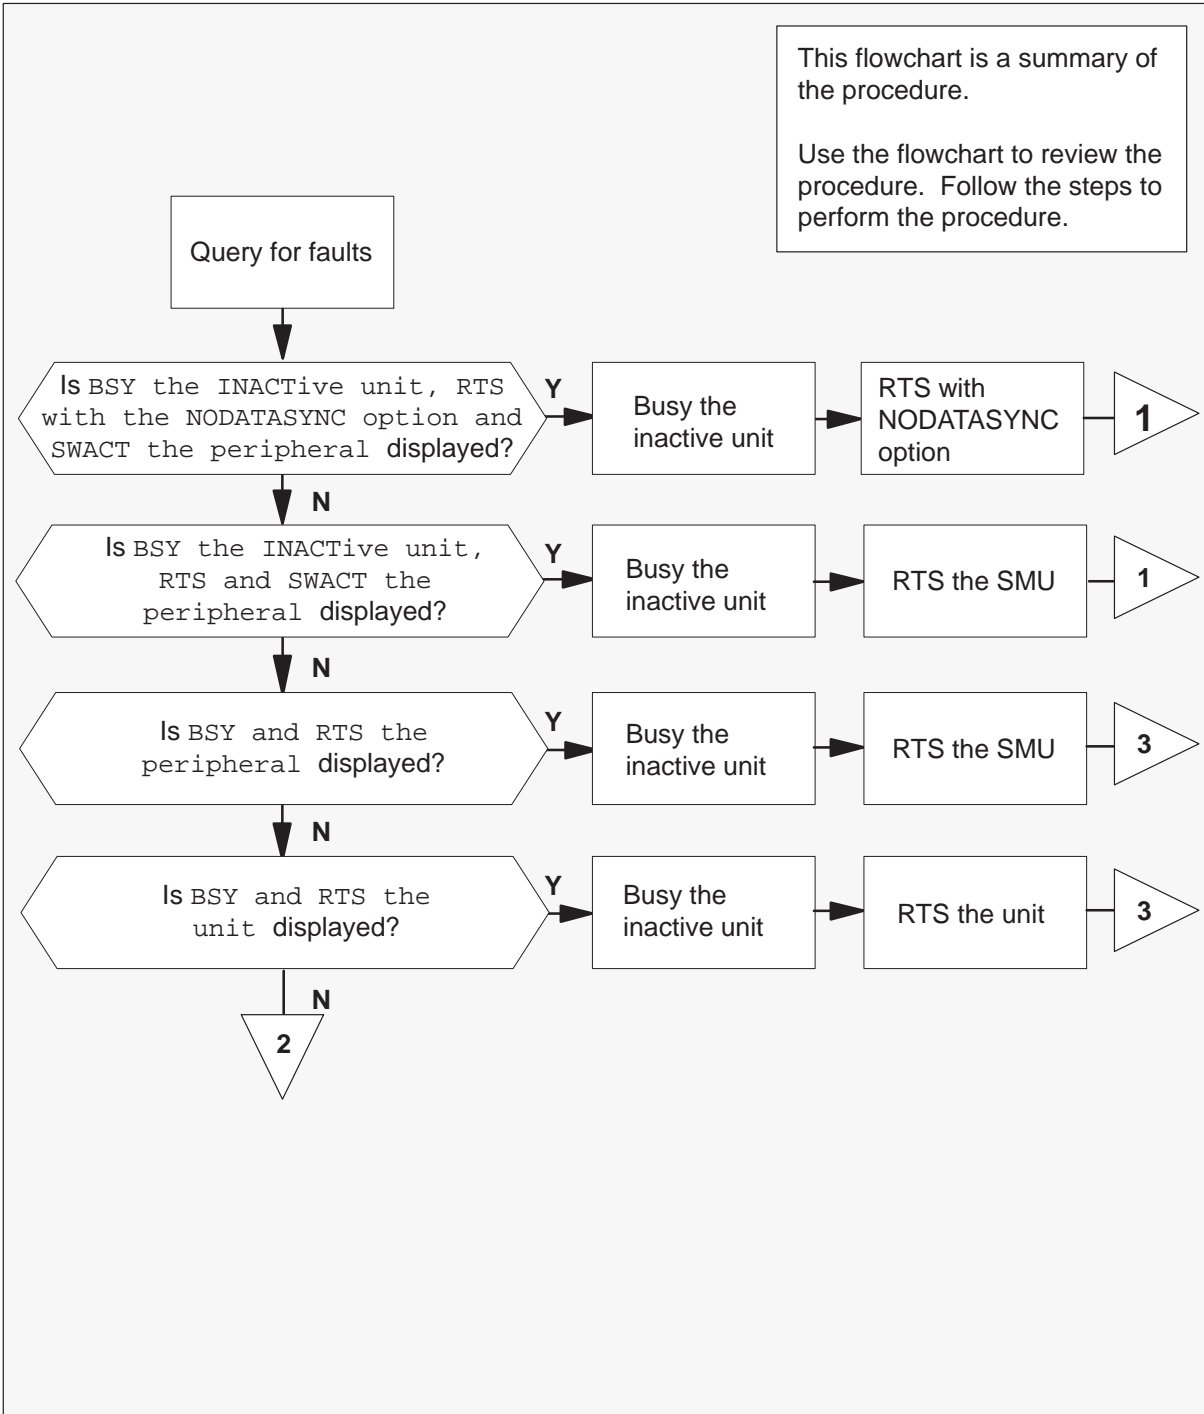 This flowchart is a summary of
the procedure.
Use the flowchart to review the
procedure. Follow the steps to
perform the procedure.
Query for faults
Is BSY the INACTive unit, RTS
with the NODATASYNC option and
SWACT the peripheral displayed?
Y
Busy the
inactive unit
RTS with
NODATASYNC
option
1
N
Is BSY the INACTive unit,
RTS and SWACT the
peripheral displayed?
Y
Busy the
inactive unit
RTS the SMU
1
N
Is BSY and RTS the
peripheral displayed?
Y
Busy the
inactive unit
RTS the SMU
3
N
Is BSY and RTS the
unit displayed?
Y
Busy the
inactive unit
RTS the unit
3
N
2